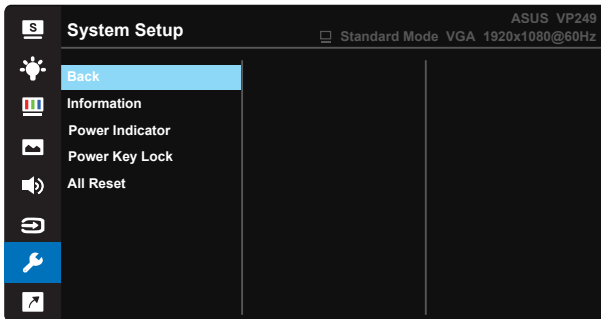 S
System Setup
ASUS VP249
Standard Mode VGA 1920x1080@60Hz
Back
Information
Power Indicator
Power Key Lock
All Reset